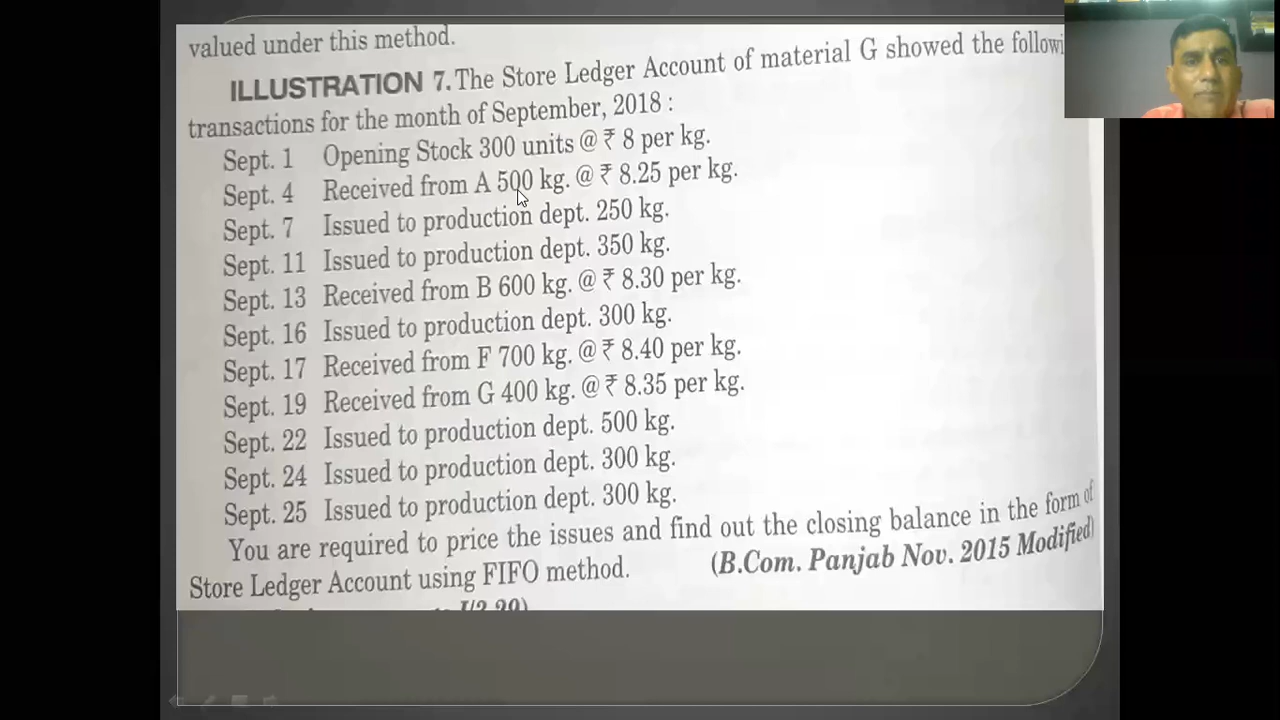 valued under this method.
ILLUSTRATION 7. The Store Ledger Account of material G showed the
transactions for the month of September, 2018 :
Sept. 1 Opening Stock 300 units @ ₹ 8 per kg.
Sept. 4 Received from A 500 kg. @ ₹ 8.25 per kg.
Sept. 7 Issued to production dept. 250 kg.
Sept. 11 Issued to production dept. 350 kg.
Sept. 13 Received from B 600 kg. @ ₹ 8.30 per kg.
Sept. 16 Issued to production dept. 300 kg.
Sept. 17 Received from F 700 kg. @ ₹ 8.40 per kg.
Sept. 19 Received from G 400 kg. @ ₹ 8.35 per kg.
Sept. 22 Issued to production dept. 500 kg.
Sept. 24 Issued to production dept. 300 kg.
Sept. 25 Issued to production dept. 300 kg.
You are required to price the issues and find out the closing balance in the form of
Store Ledger Account using FIFO method. (B.Com. Panjab Nov. 2015 Modified)